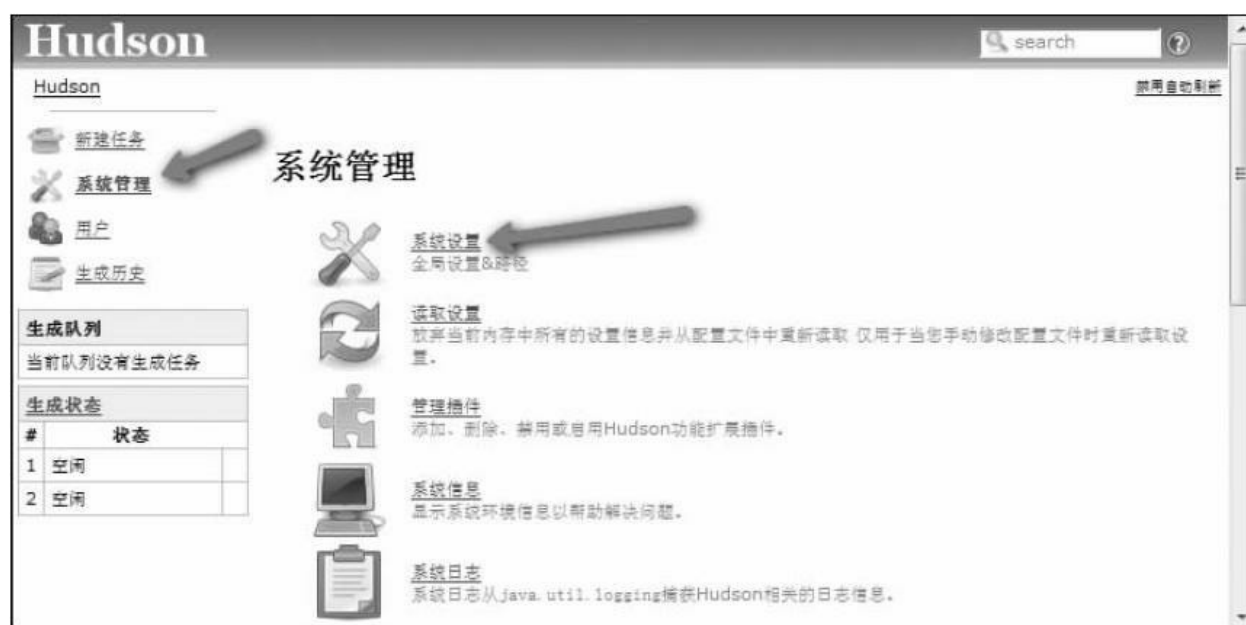 Hudson
search
Hudson
禁用自动刷新
新建任务
系统管理
用户
生成历史
生成队列
当前队列没有生成任务
生成状态
# 状态
1 空闲
2 空闲
系统管理
系统设置
全局设置&路径
读取设置
放弃当前内存中所有的设置信息并从配置文件中重新读取 仅用于当您手动修改配置文件时重新读取设
置。
管理插件
添加、删除、禁用或启用Hudson功能扩展插件。
系统信息
显示系统环境信息以帮助解决问题。
系统日志
系统日志从java.util.logging捕获Hudson相关的日志信息。